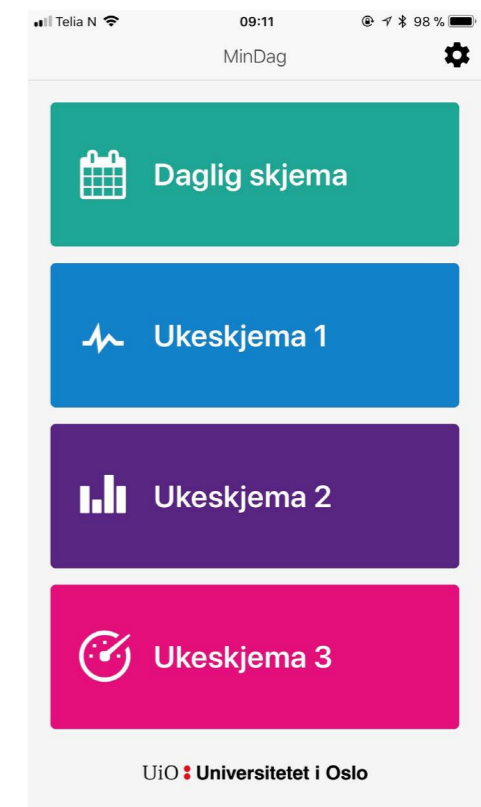 Telia N 09:11 98 %
MinDag
Daglig skjema
Ukeskjema 1
Ukeskjema 2
Ukeskjema 3
UiO : Universitetet i Oslo